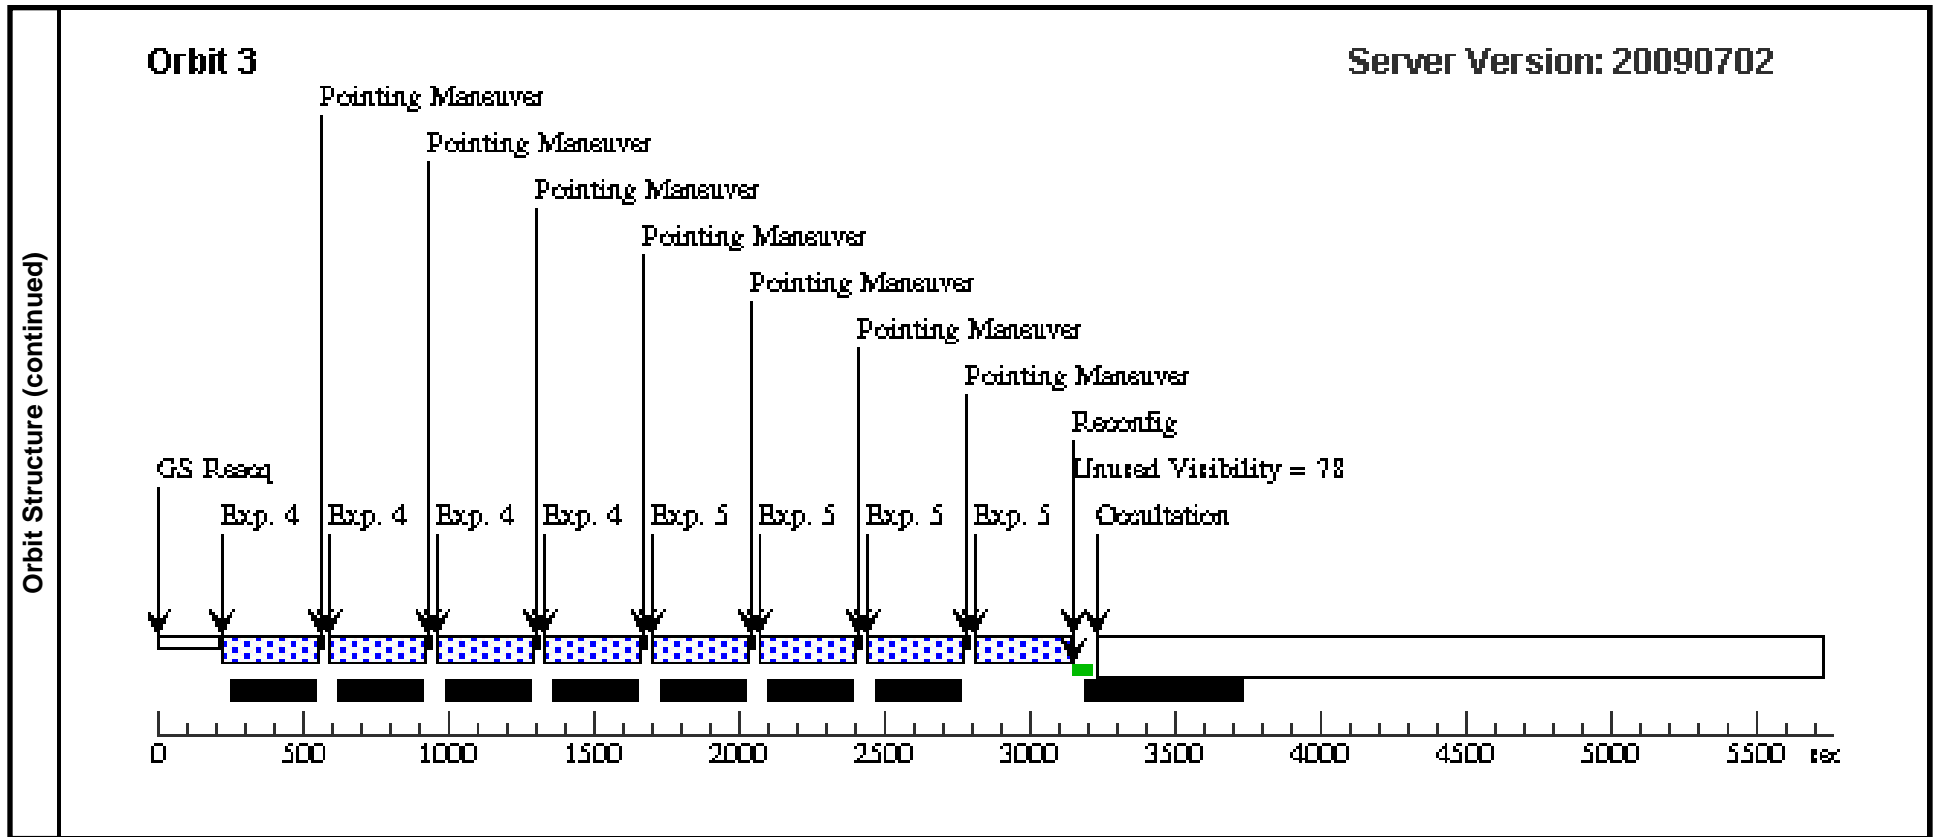 Orbit Structure (continued)
Orbit 3
Server Version: 20090702
Pointing Maneuver
Pointing Maneuver
Pointing Maneuver
Pointing Maneuver
Pointing Maneuver
Pointing Maneuver
Pointing Maneuver
Reconfig
GS Reacq
Unused Visibility = 78
Exp. 4
Exp. 4
Exp. 4
Exp. 4
Exp. 5
Exp. 5
Exp. 5
Exp. 5
Occultation
0 500 1000 1500 2000 2500 3000 3500 4000 4500 5000 5500 sec